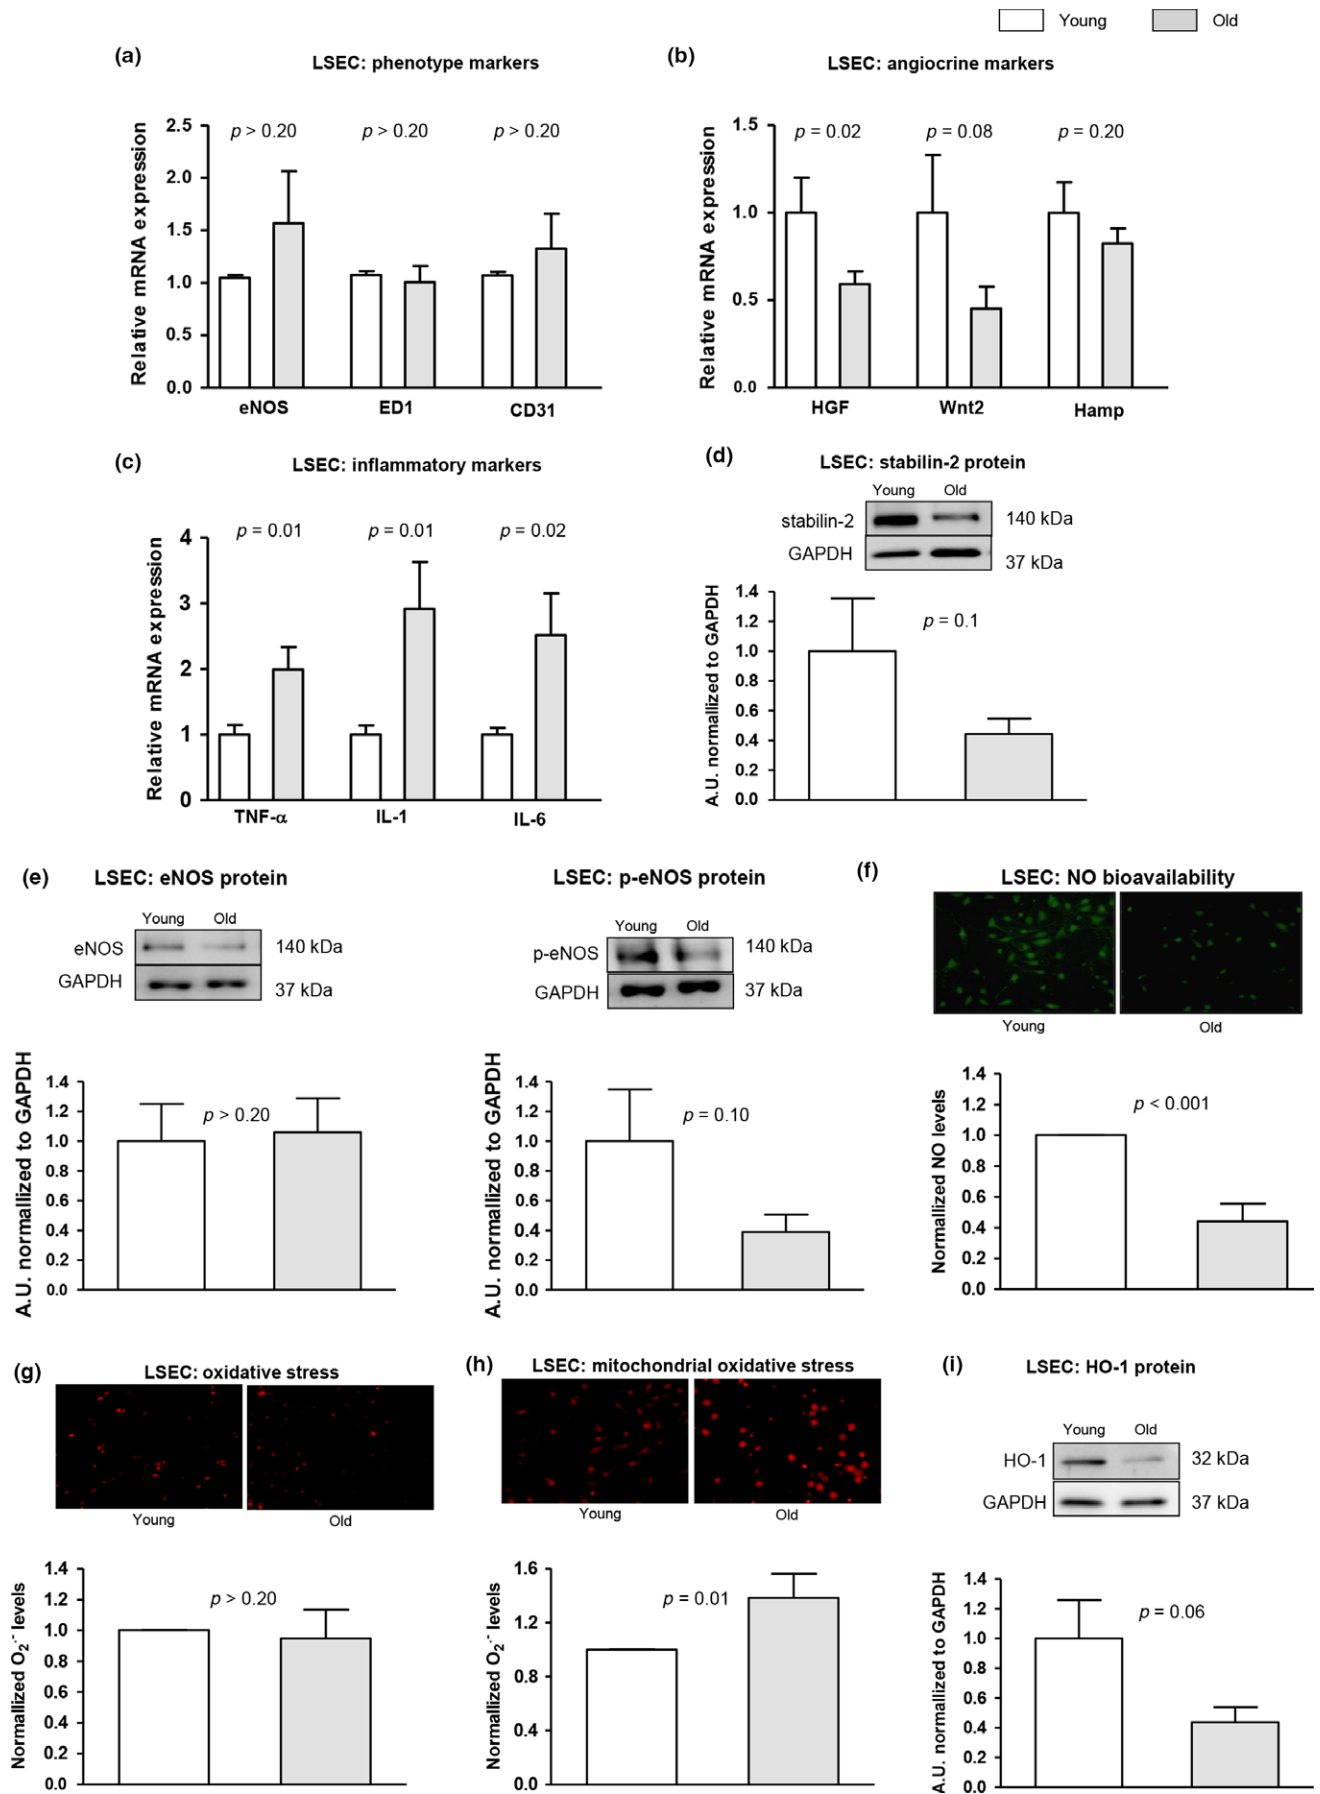 Young Old
(a) LSEC: phenotype markers
Relative mRNA expression
2.5
2.0
1.5
1.0
0.5
0.0
p > 0.20 p > 0.20 p > 0.20
eNOS ED1 CD31
(b) LSEC: angiocrine markers
Relative mRNA expression
1.5
1.0
0.5
0.0
p = 0.02 p = 0.08 p = 0.20
HGF Wnt2 Hamp
(c) LSEC: inflammatory markers
Relative mRNA expression
4
3
2
1
0
p = 0.01 p = 0.01 p = 0.02
TNF-α IL-1 IL-6
(d) LSEC: stabilin-2 protein
Young Old
stabilin-2 140 kDa
GAPDH 37 kDa
A.U. normallized to GAPDH
1.4
1.2
1.0
0.8
0.6
0.4
0.2
0.0
p = 0.1
(e) LSEC: eNOS protein
Young Old
eNOS 140 kDa
GAPDH 37 kDa
A.U. normallized to GAPDH
1.4
1.2
1.0
0.8
0.6
0.4
0.2
0.0
p > 0.20
LSEC: p-eNOS protein
Young Old
p-eNOS 140 kDa
GAPDH 37 kDa
A.U. normallized to GAPDH
1.4
1.2
1.0
0.8
0.6
0.4
0.2
0.0
p = 0.10
(f) LSEC: NO bioavailability
Young Old
Normallized NO levels
1.4
1.2
1.0
0.8
0.6
0.4
0.2
0.0
p < 0.001
(g) LSEC: oxidative stress
Young Old
Normallized O₂·⁻ levels
1.4
1.2
1.0
0.8
0.6
0.4
0.2
0.0
p > 0.20
(h) LSEC: mitochondrial oxidative stress
Young Old
Normallized O₂·⁻ levels
1.6
1.2
0.8
0.4
0.0
p = 0.01
(i) LSEC: HO-1 protein
Young Old
HO-1 32 kDa
GAPDH 37 kDa
A.U. normallized to GAPDH
1.4
1.2
1.0
0.8
0.6
0.4
0.2
0.0
p = 0.06